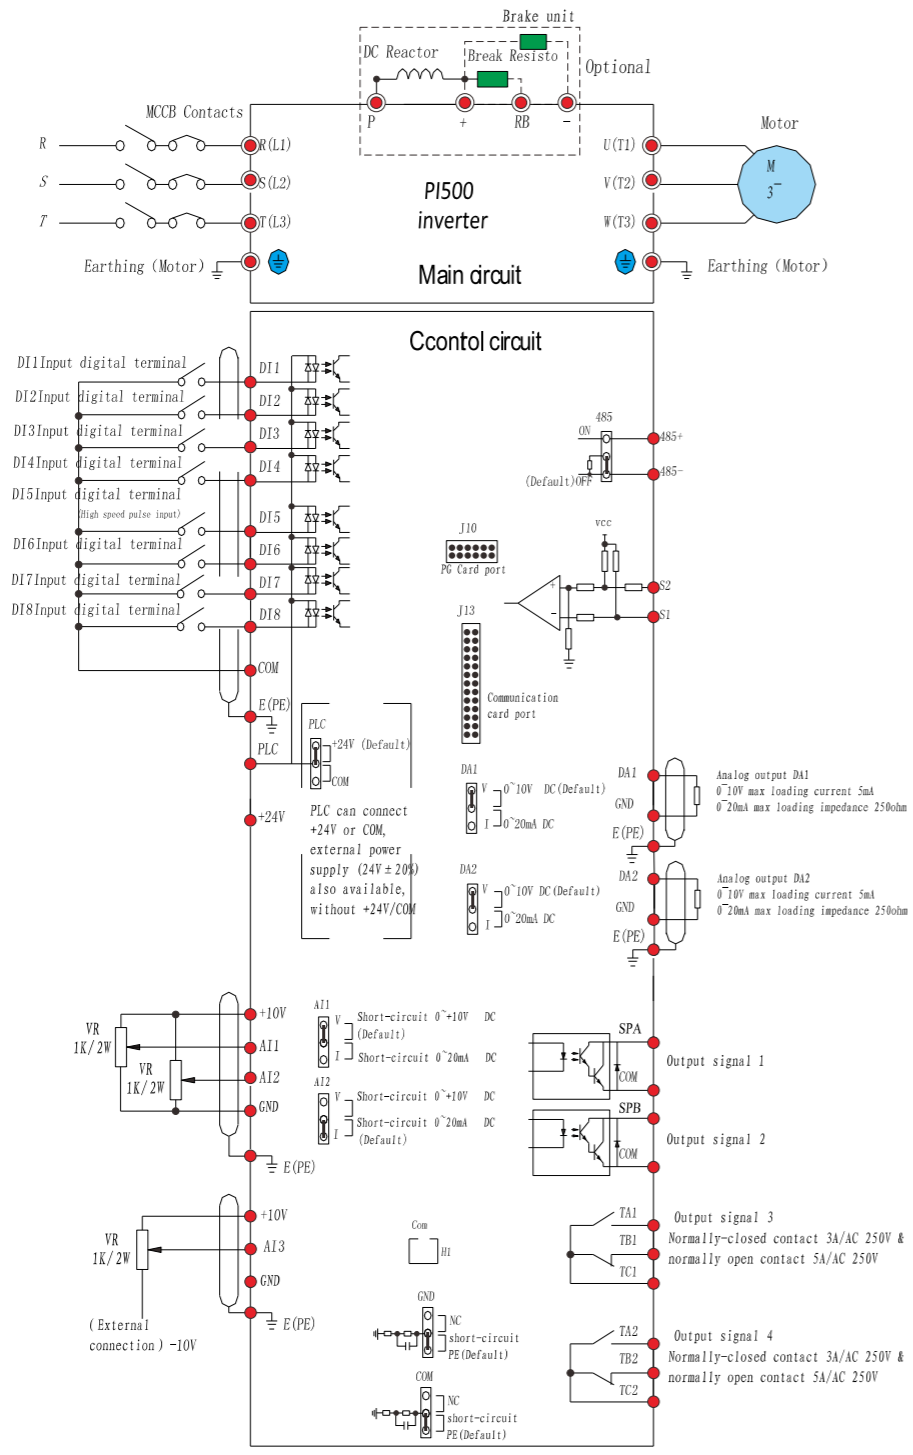 Brake unit
DC Reactor
Break Resisto
Optional
MCCB Contacts
P
+
RB
-
Motor
R
R(L1)
U(T1)
M
3~
S
S(L2)
PI500
V(T2)
T
T(L3)
inverter
W(T3)
Earthing (Motor)
Main circuit
Earthing (Motor)
Ccontol circuit
DI1Input digital terminal
DI1
DI2Input digital terminal
DI2
DI3Input digital terminal
DI3
DI4Input digital terminal
DI4
DI5Input digital terminal
(High speed pulse input)
DI5
DI6Input digital terminal
DI6
DI7Input digital terminal
DI7
DI8Input digital terminal
DI8
COM
E(PE)
PLC
+24V
485
ON
485+
(Default)OFF
485-
J10
PG Card port
vcc
+
-
S2
S1
J13
Communication
card port
PLC
+24V (Default)
COM
PLC can connect
+24V or COM,
external power
supply (24V ± 20%)
also available,
without +24V/COM
DA1
V
0~10V DC(Default)
I
0~20mA DC
DA2
V
0~10V DC(Default)
I
0~20mA DC
DA1
GND
E(PE)
Analog output DA1
0~10V max loading current 5mA
0~20mA max loading impedance 250ohm
DA2
GND
E(PE)
Analog output DA2
0~10V max loading current 5mA
0~20mA max loading impedance 250ohm
+10V
VR
1K/2W
AI1
VR
1K/2W
AI2
GND
E(PE)
AI1
V
Short-circuit 0~+10V DC
(Default)
I
Short-circuit 0~20mA DC
AI2
V
Short-circuit 0~+10V DC
I
Short-circuit 0~20mA DC
(Default)
SPA
COM
Output signal 1
SPB
COM
Output signal 2
+10V
VR
1K/2W
AI3
GND
(External
connection) -10V
E(PE)
Com
H1
GND
NC
short-circuit
PE(Default)
COM
NC
short-circuit
PE(Default)
TA1
TB1
TC1
Output signal 3
Normally-closed contact 3A/AC 250V &
normally open contact 5A/AC 250V
TA2
TB2
TC2
Output signal 4
Normally-closed contact 3A/AC 250V &
normally open contact 5A/AC 250V